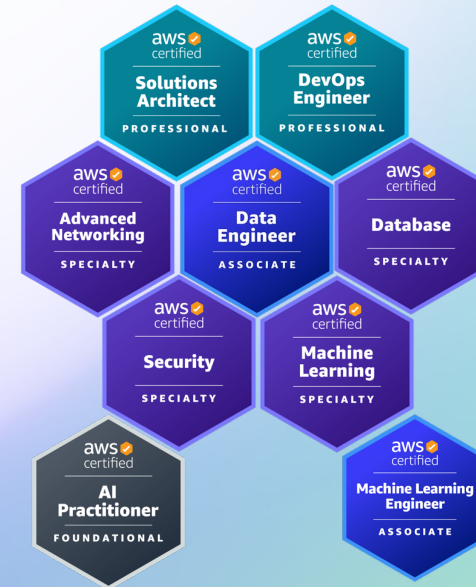 aws
certified
Solutions
Architect
PROFESSIONAL
aws
certified
DevOps
Engineer
PROFESSIONAL
aws
certified
Advanced
Networking
SPECIALTY
aws
certified
Data
Engineer
ASSOCIATE
aws
certified
Database
SPECIALTY
aws
certified
Security
SPECIALTY
aws
certified
Machine
Learning
SPECIALTY
aws
certified
AI
Practitioner
FOUNDATIONAL
aws
certified
Machine Learning
Engineer
ASSOCIATE